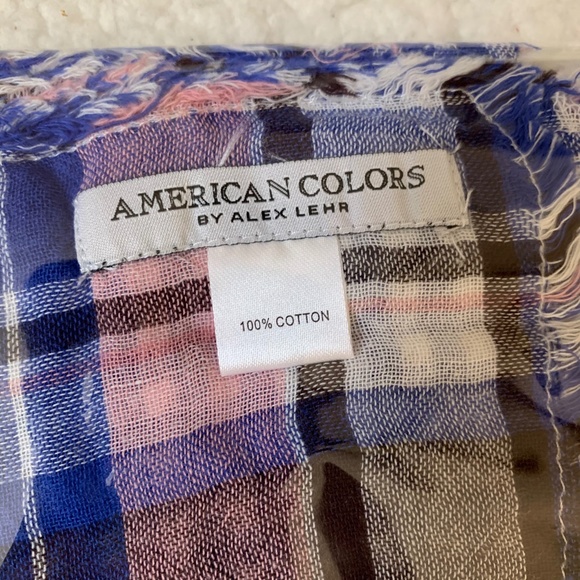 AMERICAN COLORS
BY ALEX LEHR
100% COTTON